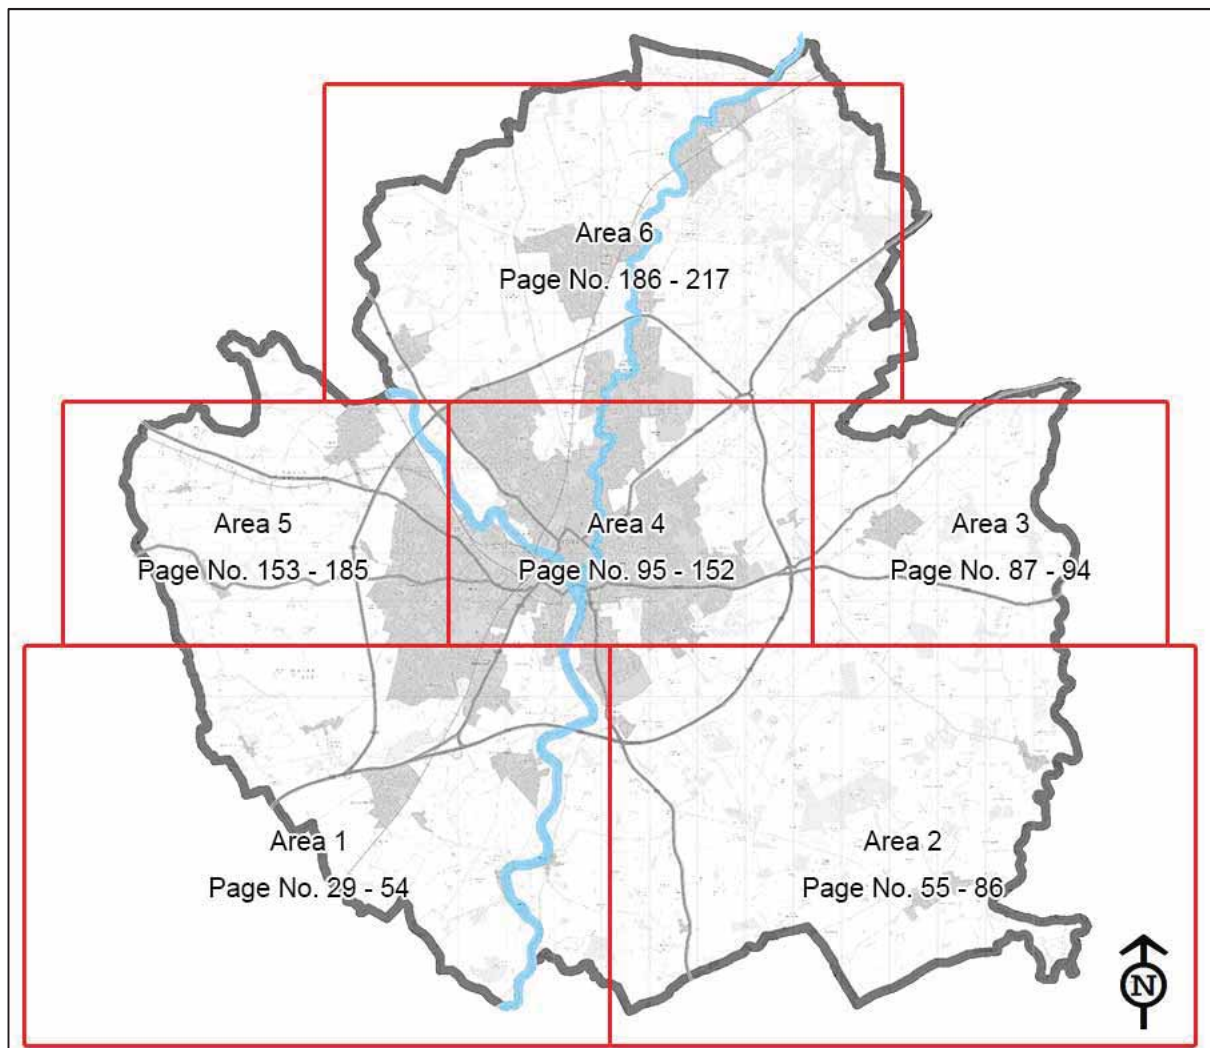 Area 6
Page No. 186 - 217
Area 5
Page No. 153 - 185
Area 4
Page No. 95 - 152
Area 3
Page No. 87 - 94
Area 1
Page No. 29 - 54
Area 2
Page No. 55 - 86
N